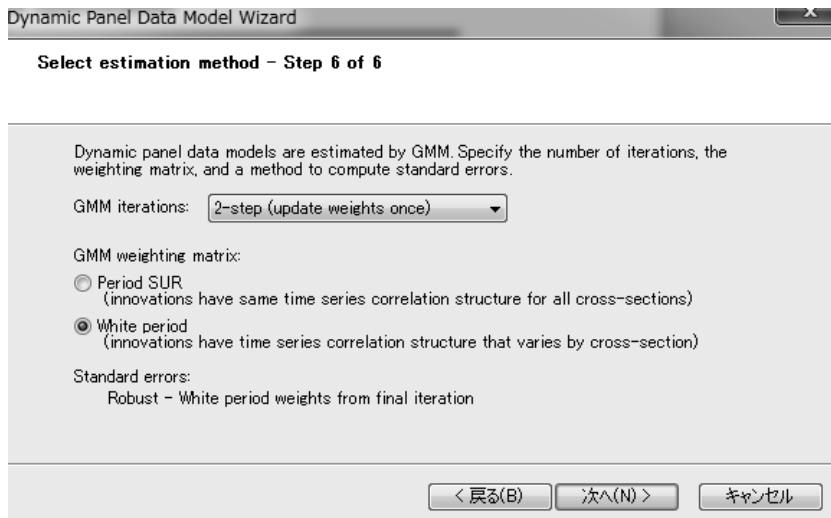 Dynamic Panel Data Model Wizard
Select estimation method - Step 6 of 6
Dynamic panel data models are estimated by GMM. Specify the number of iterations, the
weighting matrix, and a method to compute standard errors.
GMM iterations: 2-step (update weights once)
GMM weighting matrix:
Period SUR
(innovations have same time series correlation structure for all cross-sections)
White period
(innovations have time series correlation structure that varies by cross-section)
Standard errors:
Robust - White period weights from final iteration
< 戻る(B) 次へ(N) > キャンセル